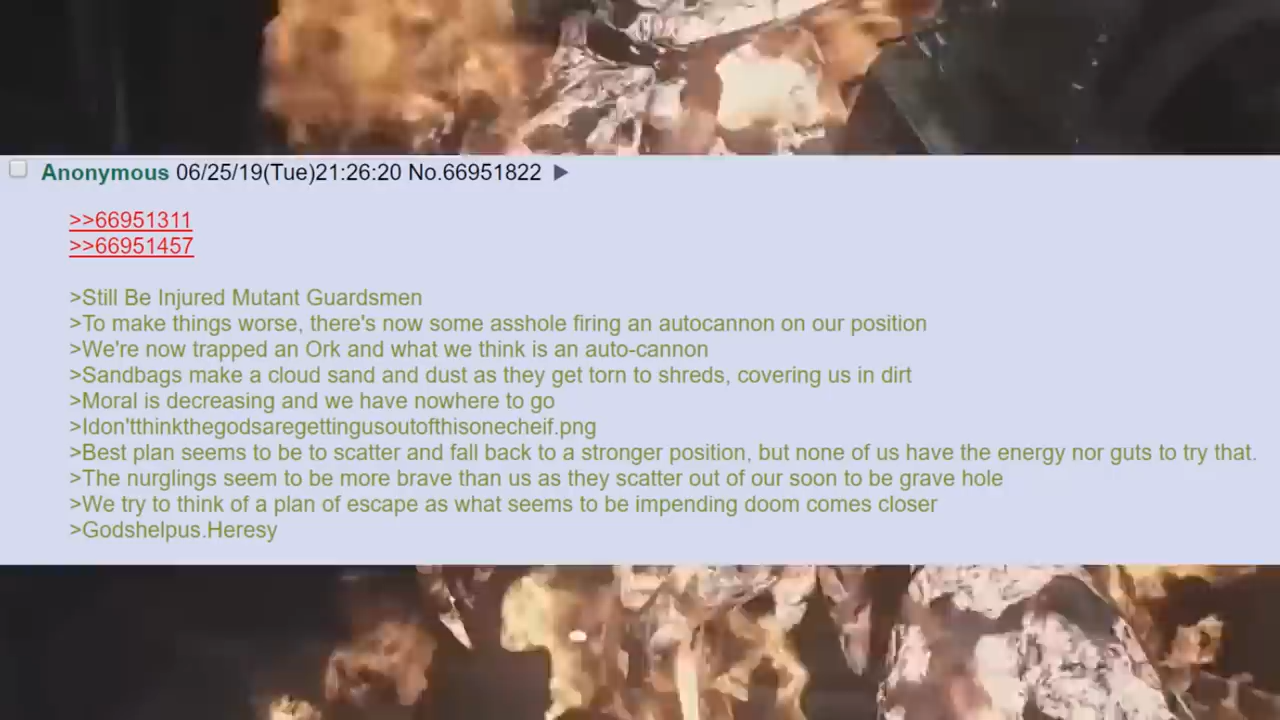 Anonymous 06/25/19(Tue)21:26:20 No.66951822 ▶
>>66951311
>>66951457
>Still Be Injured Mutant Guardsmen
>To make things worse, there's now some asshole firing an autocannon on our position
>We're now trapped an Ork and what we think is an auto-cannon
>Sandbags make a cloud sand and dust as they get torn to shreds, covering us in dirt
>Moral is decreasing and we have nowhere to go
>Idon'tthinkthegodsaregettingusoutofthisonecheif.png
>Best plan seems to be to scatter and fall back to a stronger position, but none of us have the energy nor guts to try that.
>The nurglings seem to be more brave than us as they scatter out of our soon to be grave hole
>We try to think of a plan of escape as what seems to be impending doom comes closer
>Godshelpus.Heresy